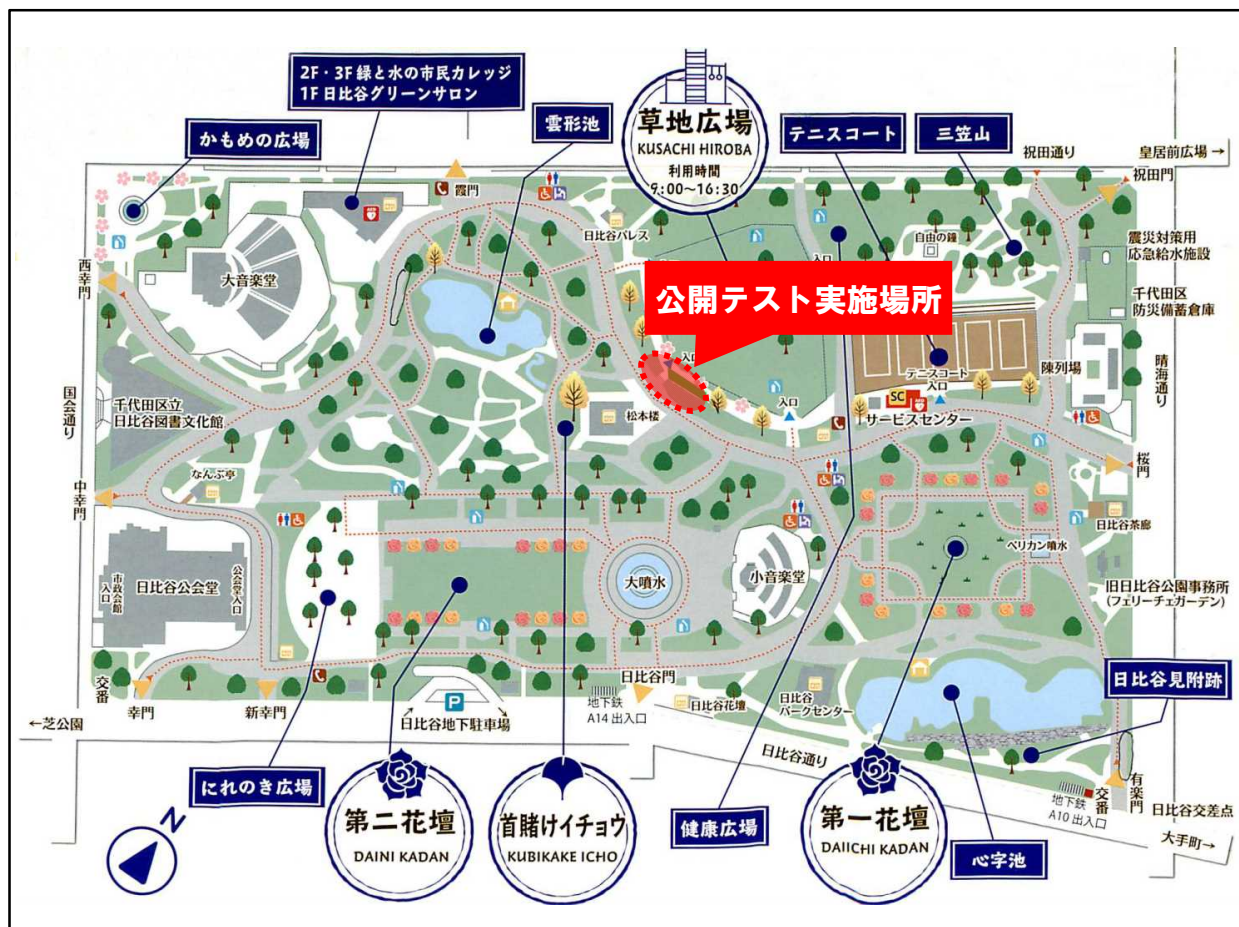 2F・3F 緑と水の市民カレッジ
1F 日比谷グリーンサロン
かもめの広場
雲形池
草地広場
KUSACHI HIROBA
利用時間
9:00～16:30
テニスコート
三笠山
祝田通り
皇居前広場→
祝田門
霞門
日比谷パレス
自由の鐘
入口
震災対策用
応急給水施設
西幸門
大音楽堂
公開テスト実施場所
千代田区
防災備蓄倉庫
入口
テニスコート
入口
陳列場
晴海通り
国会通り
千代田区立
日比谷図書文化館
松本楼
入口
SC
サービスセンター
桜門
なんぶ亭
中幸門
日比谷茶廊
ペリカン噴水
市政会館
入口
日比谷公会堂
公会堂
入口
大噴水
小音楽堂
旧日比谷公園事務所
(フェリーチェガーデン)
日比谷見附跡
交番
幸門
新幸門
P
日比谷地下駐車場
地下鉄
A14 出入口
日比谷門
日比谷花壇
日比谷
パークセンター
←芝公園
日比谷通り
にれのき広場
第二花壇
DAINI KADAN
首賭けイチョウ
KUBIKAKE ICHO
健康広場
第一花壇
DAIICHI KADAN
心字池
地下鉄
A10 出入口
交番
有楽門
日比谷交差点
大手町→
N